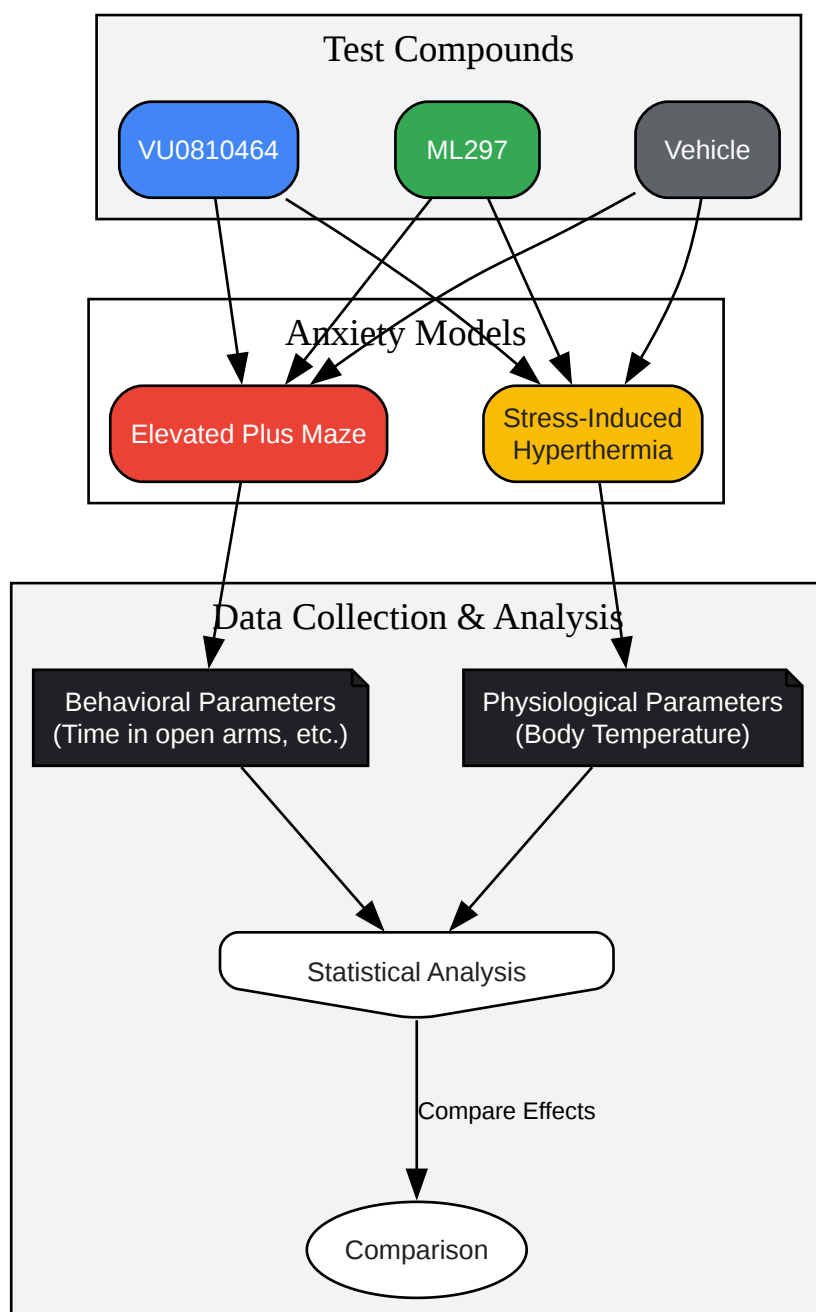 Test Compounds
VU0810464
ML297
Vehicle
Anxiety Models
Elevated Plus Maze
Stress-Induced
Hyperthermia
Data Collection & Analysis
Behavioral Parameters
(Time in open arms, etc.)
Physiological Parameters
(Body Temperature)
Statistical Analysis
Compare Effects
Comparison